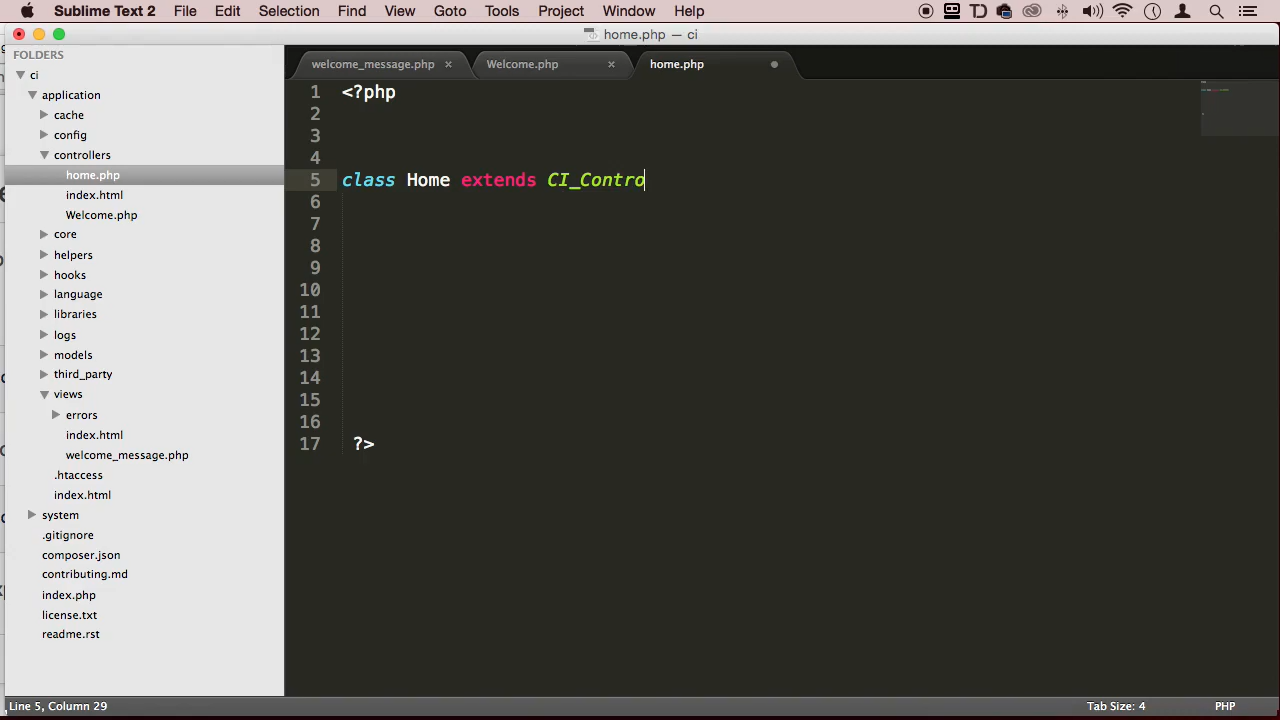 Sublime Text 2 File Edit Selection Find View Goto Tools Project Window Help
home.php — ci
FOLDERS
ci
application
cache
config
controllers
home.php
index.html
Welcome.php
core
helpers
hooks
language
libraries
logs
models
third_party
views
errors
index.html
welcome_message.php
.htaccess
index.html
system
.gitignore
composer.json
contributing.md
index.php
license.txt
readme.rst
welcome_message.php × Welcome.php × home.php
1 <?php
2
3
4
5 class Home extends CI_Contro
6
7
8
9
10
11
12
13
14
15
16
17 ?>
Line 5, Column 29 Tab Size: 4 PHP